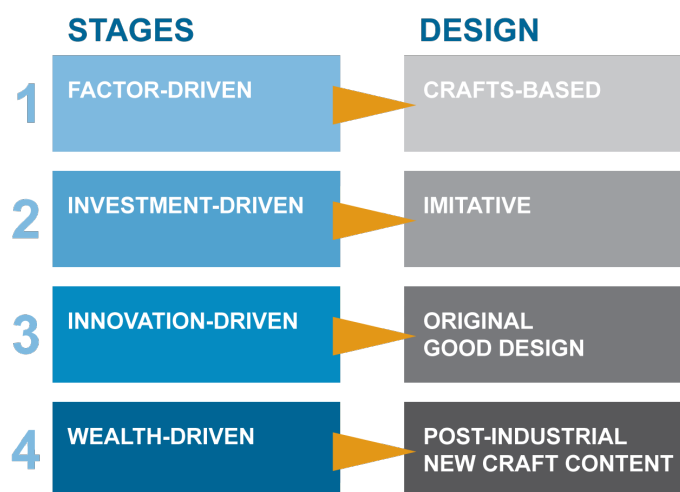 STAGES
DESIGN
1
FACTOR-DRIVEN
CRAFTS-BASED
2
INVESTMENT-DRIVEN
IMITATIVE
3
INNOVATION-DRIVEN
ORIGINAL
GOOD DESIGN
4
WEALTH-DRIVEN
POST-INDUSTRIAL
NEW CRAFT CONTENT